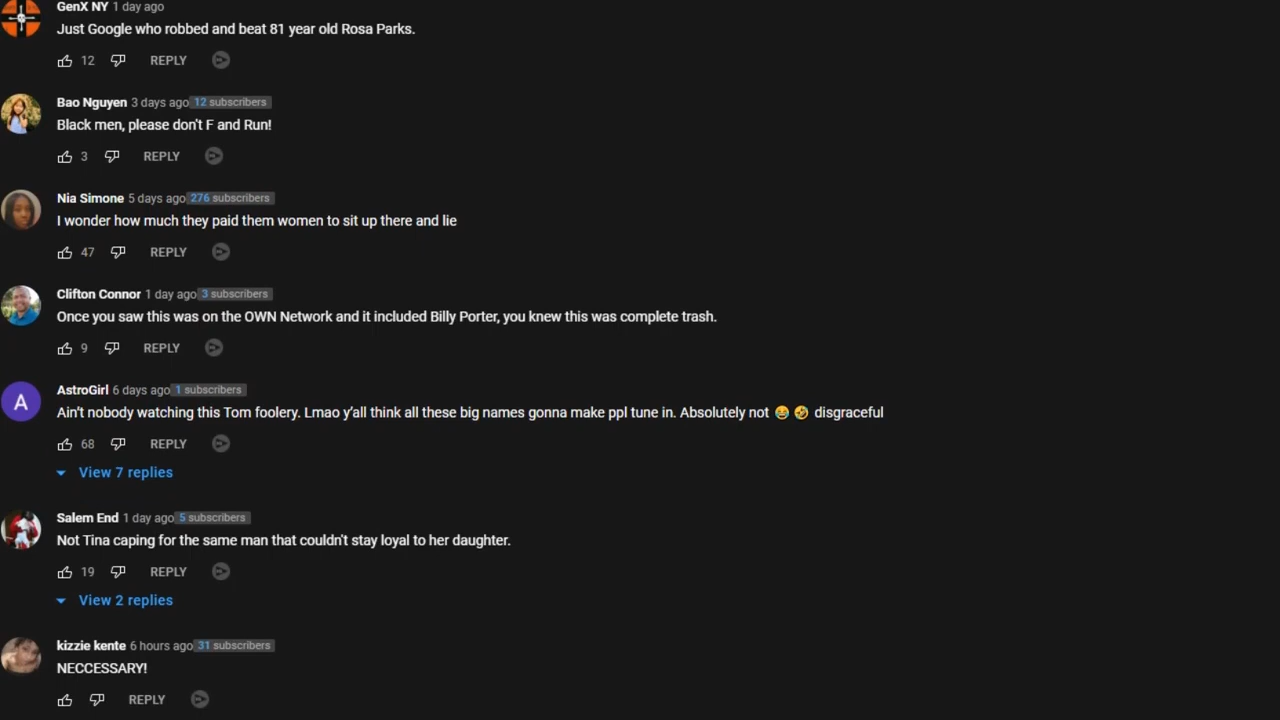 GenX NY 1 day ago
Just Google who robbed and beat 81 year old Rosa Parks.
12 REPLY
Bao Nguyen 3 days ago 12 subscribers
Black men, please don't F and Run!
3 REPLY
Nia Simone 5 days ago 276 subscribers
I wonder how much they paid them women to sit up there and lie
47 REPLY
Clifton Connor 1 day ago 3 subscribers
Once you saw this was on the OWN Network and it included Billy Porter, you knew this was complete trash.
9 REPLY
A
AstroGirl 6 days ago 1 subscribers
Ain't nobody watching this Tom foolery. Lmao y'all think all these big names gonna make ppl tune in. Absolutely not 😂 🤣 disgraceful
68 REPLY
View 7 replies
Salem End 1 day ago 5 subscribers
Not Tina caping for the same man that couldn't stay loyal to her daughter.
19 REPLY
View 2 replies
kizzie kente 6 hours ago 31 subscribers
NECCESSARY!
REPLY